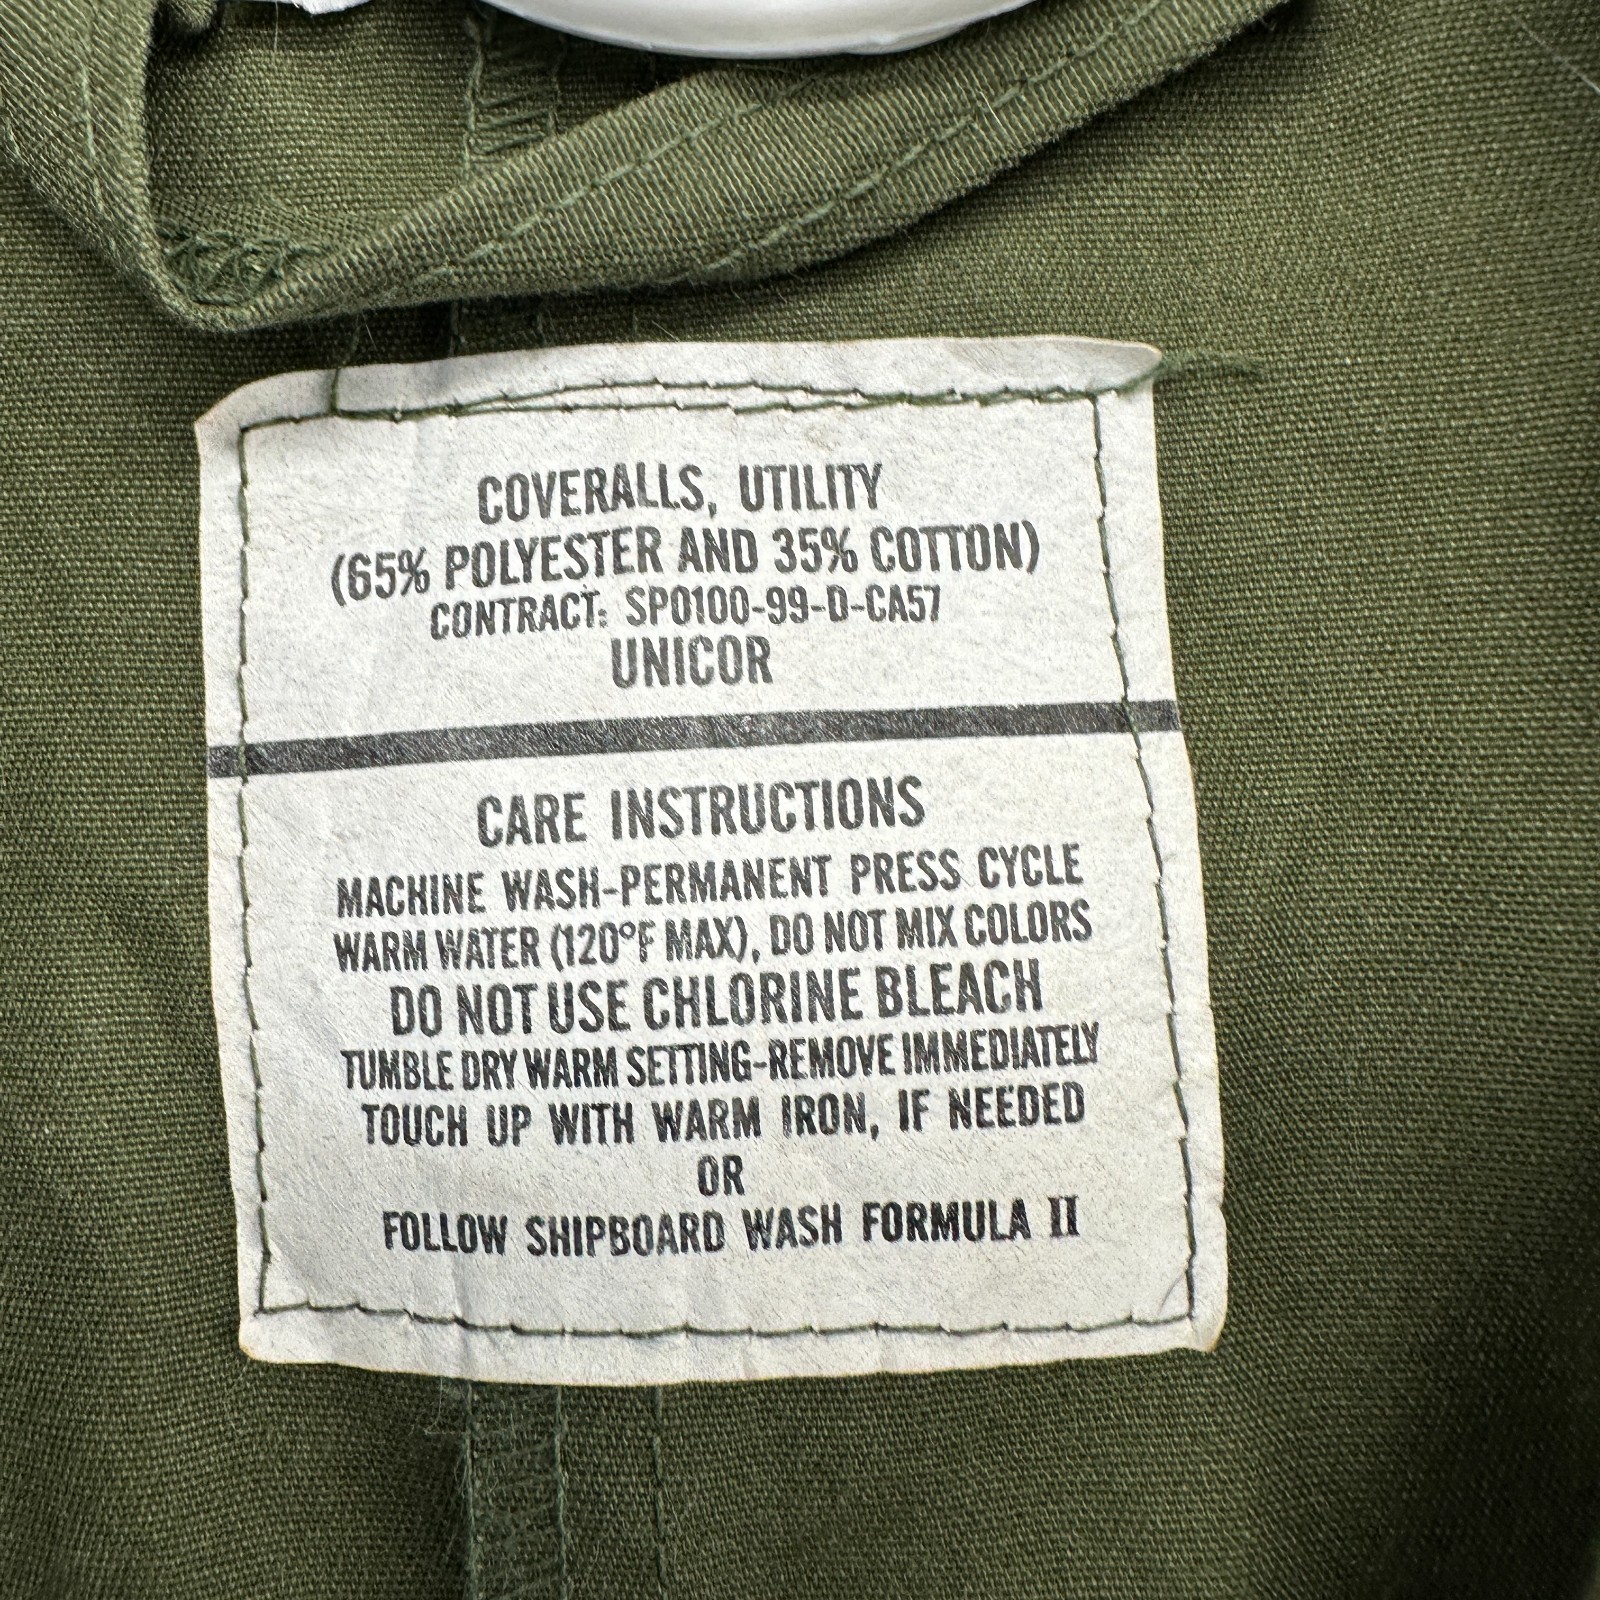 COVERALLS, UTILITY
(65% POLYESTER AND 35% COTTON)
CONTRACT: SPO100-99-D-CA57
UNICOR
CARE INSTRUCTIONS
MACHINE WASH-PERMANENT PRESS CYCLE
WARM WATER (120°F MAX), DO NOT MIX COLORS
DO NOT USE CHLORINE BLEACH
TUMBLE DRY WARM SETTING-REMOVE IMMEDIATELY
TOUCH UP WITH WARM IRON, IF NEEDED
OR
FOLLOW SHIPBOARD WASH FORMULA II